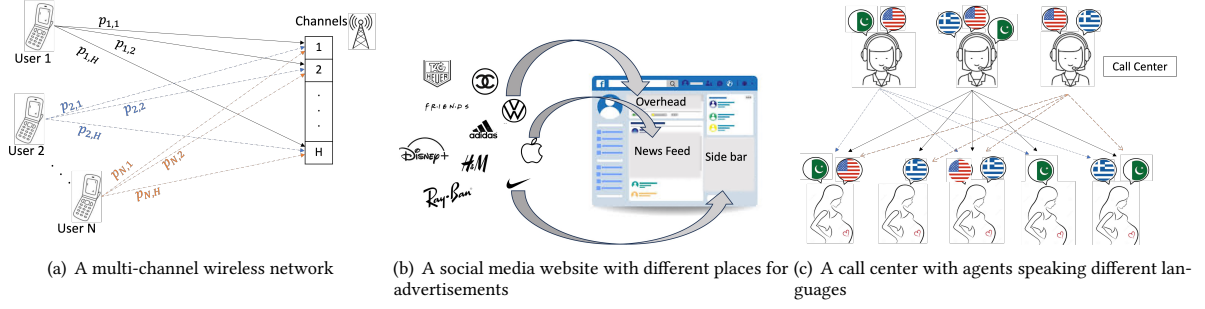 User 1
p1,1
p1,2
p1,H
Channels
1
2
.
.
.
H
User 2
p2,1
p2,2
p2,H
.
.
.
User N
pN,1
pN,2
pN,H
(a) A multi-channel wireless network
TAG
HEUER
F·R·I·E·N·D·S
adidas
Disney+
H&M
Ray-Ban
f
Overhead
News Feed
Side bar
(b) A social media website with different places for
advertisements
Call Center
(c) A call center with agents speaking different lan-
guages